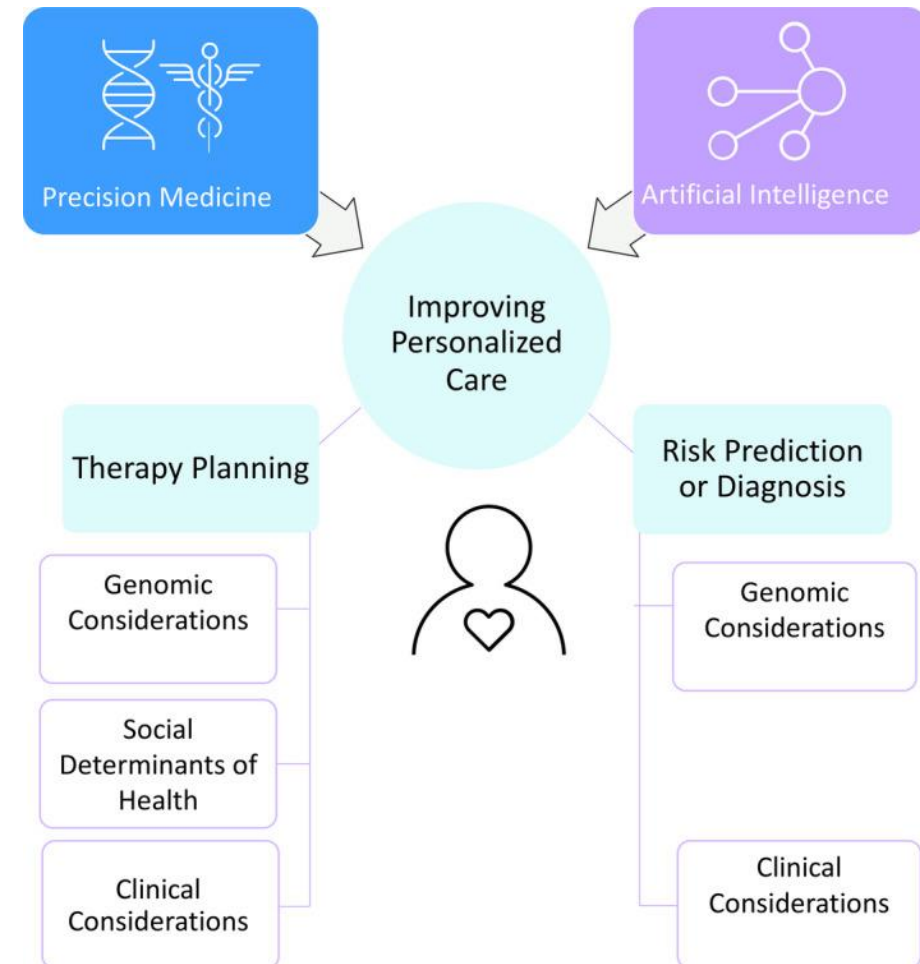 Precision Medicine
Artificial Intelligence
Improving
Personalized
Care
Therapy Planning
Genomic
Considerations
Social
Determinants of
Health
Clinical
Considerations
Risk Prediction
or Diagnosis
Genomic
Considerations
Clinical
Considerations